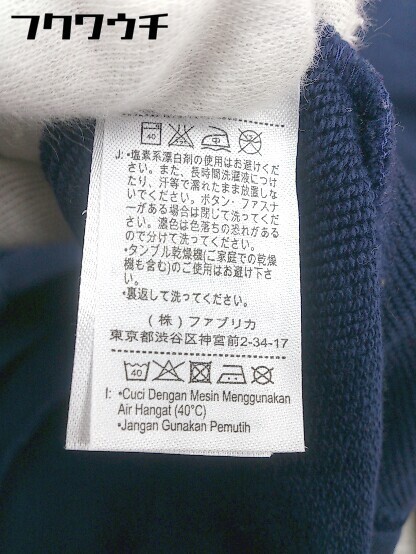 フクワウチ
40
J: •塩素系漂白剤の使用はお避けくだ
さい。また、長時間洗濯液につけ
たり、汗等で濡れたまま放置しな
いでください。ボタン・ファスナ
ーがある場合は閉じて洗ってくだ
さい。濃色は色落ちの恐れがある
ので分けて洗ってください。
•タンブル乾燥機(ご家庭での乾燥
機も含む)のご使用はお避け下さ
い。
•裏返して洗ってください。
(株)ファブリカ
東京都渋谷区神宮前2-34-17
40
I: •Cuci Dengan Mesin Menggunakan
Air Hangat (40°C)
•Jangan Gunakan Pemutih